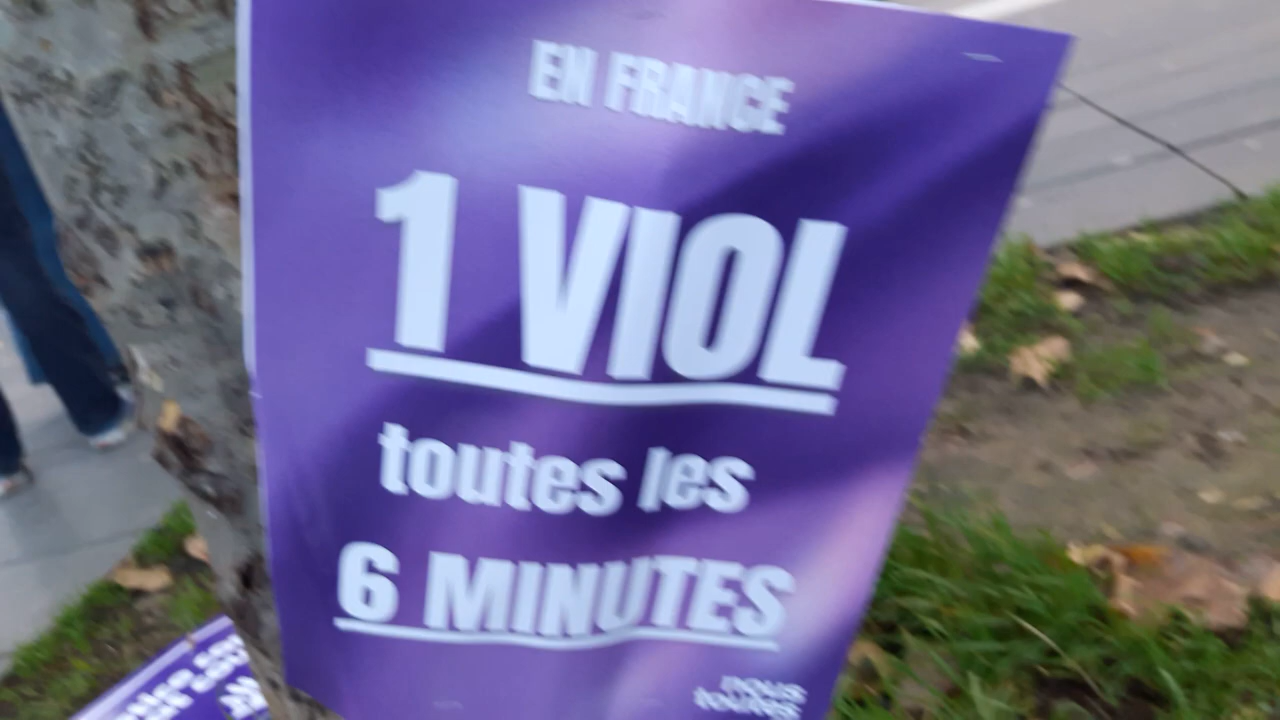 EN FRANCE
1 VIOL
toutes les
6 MINUTES
nous
toutes